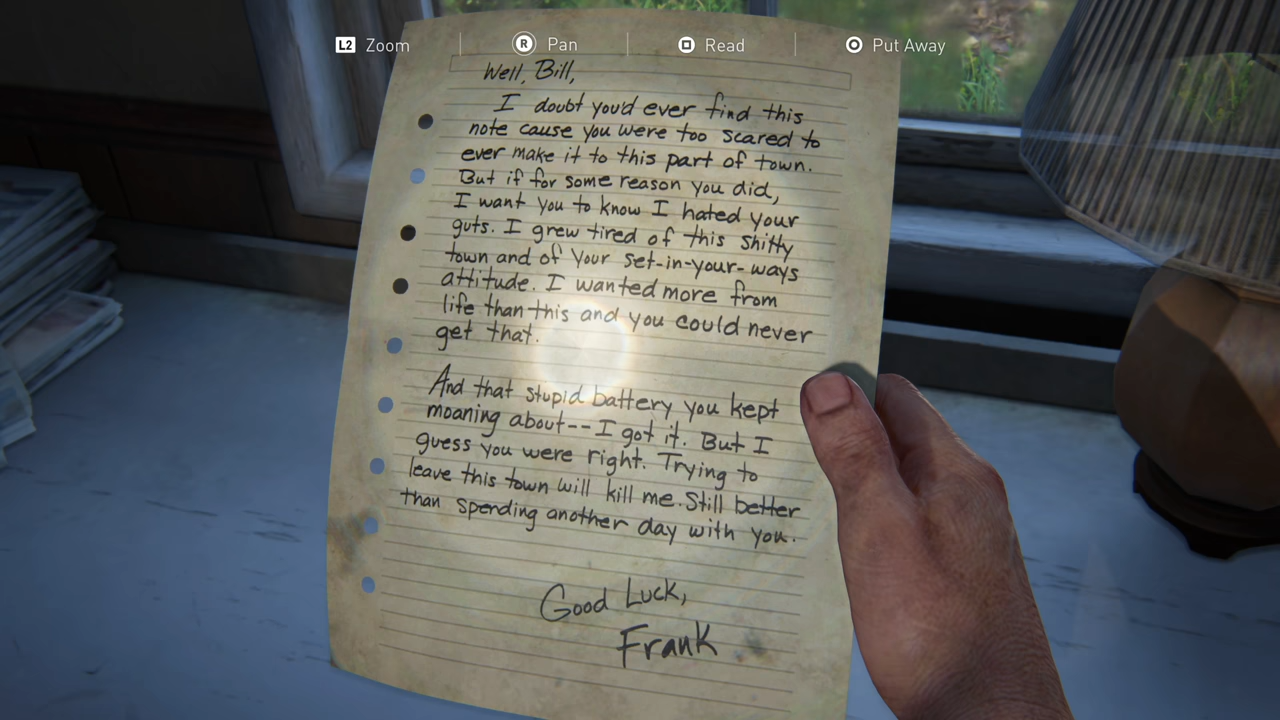 L2 Zoom R Pan Read Put Away
Well, Bill,
I doubt you'd ever find this
note cause you were too scared to
ever make it to this part of town.
But if for some reason you did,
I want you to know I hated your
guts. I grew tired of this shitty
town and of your set-in-your-ways
attitude. I wanted more from
life than this and you could never
get that.
And that stupid battery you kept
moaning about-- I got it. But I
guess you were right. Trying to
leave this town will kill me. Still better
than spending another day with you.
Good Luck,
Frank